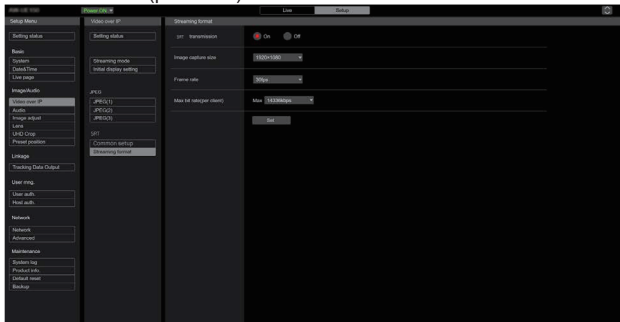 Power ON
Live
Setup
Setup Menu
Video over IP
Streaming format
Setting status
Setting status
SRT transmission
On
Off
Basic
System
Date&Time
Live page
Streaming mode
Initial display setting
Image capture size
1920×1080
Frame rate
30fps
Image/Audio
Video over IP
Audio
Image adjust
Lens
UHD Crop
Preset position
JPEG
JPEG(1)
JPEG(2)
JPEG(3)
Max bit rate(per client)
Max 14336kbps
Set
SRT
Common setup
Streaming format
Linkage
Tracking Data Output
User mng.
User auth.
Host auth.
Network
Network
Advanced
Maintenance
System log
Product info.
Default reset
Backup